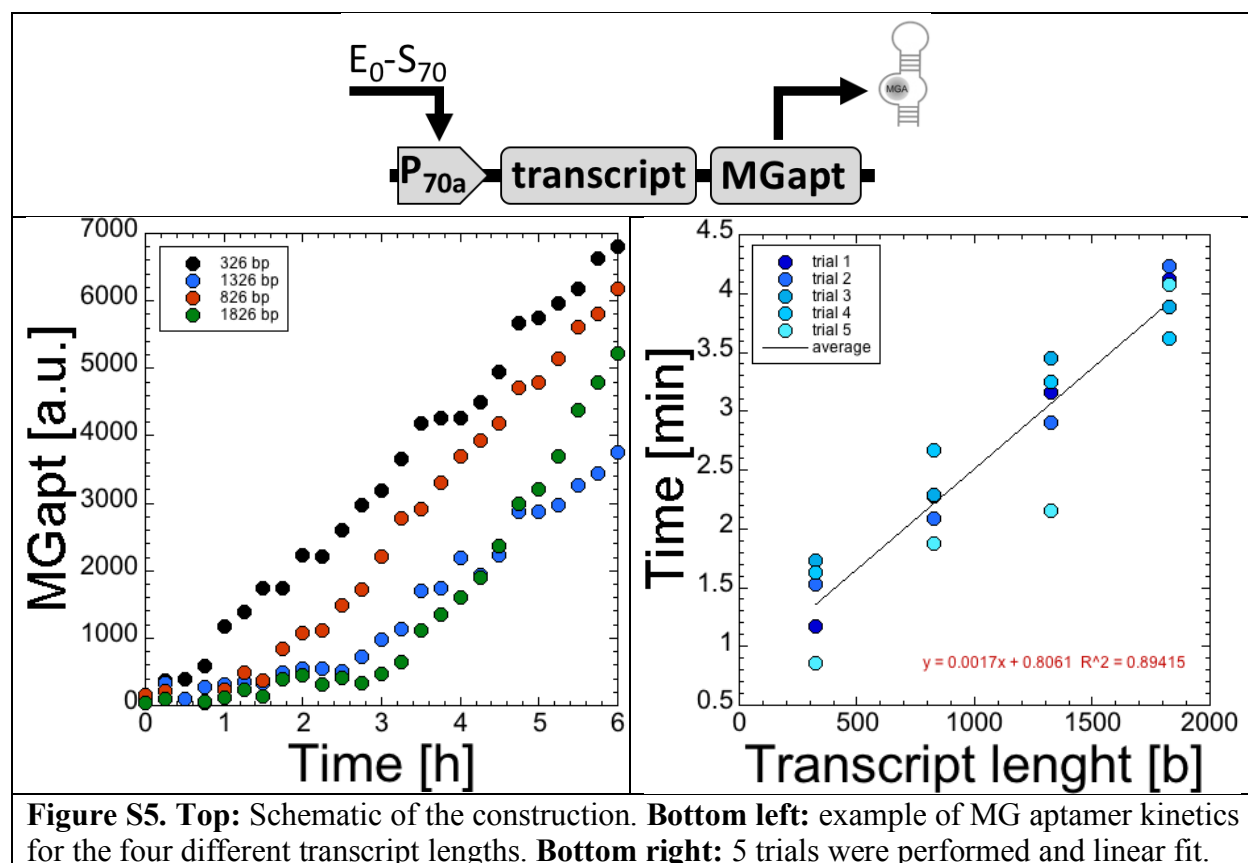 E₀-S₇₀
MGA
P₇₀ₐ transcript MGapt
7000
6000
5000
4000
3000
2000
1000
0
MGapt [a.u.]
326 bp
1326 bp
826 bp
1826 bp
0 1 2 3 4 5 6
Time [h]
4.5
4
3.5
3
2.5
2
1.5
1
0.5
Time [min]
trial 1
trial 2
trial 3
trial 4
trial 5
average
y = 0.0017x + 0.8061 R^2 = 0.89415
0 500 1000 1500 2000
Transcript lenght [b]
Figure S5. Top: Schematic of the construction. Bottom left: example of MG aptamer kinetics
for the four different transcript lengths. Bottom right: 5 trials were performed and linear fit.